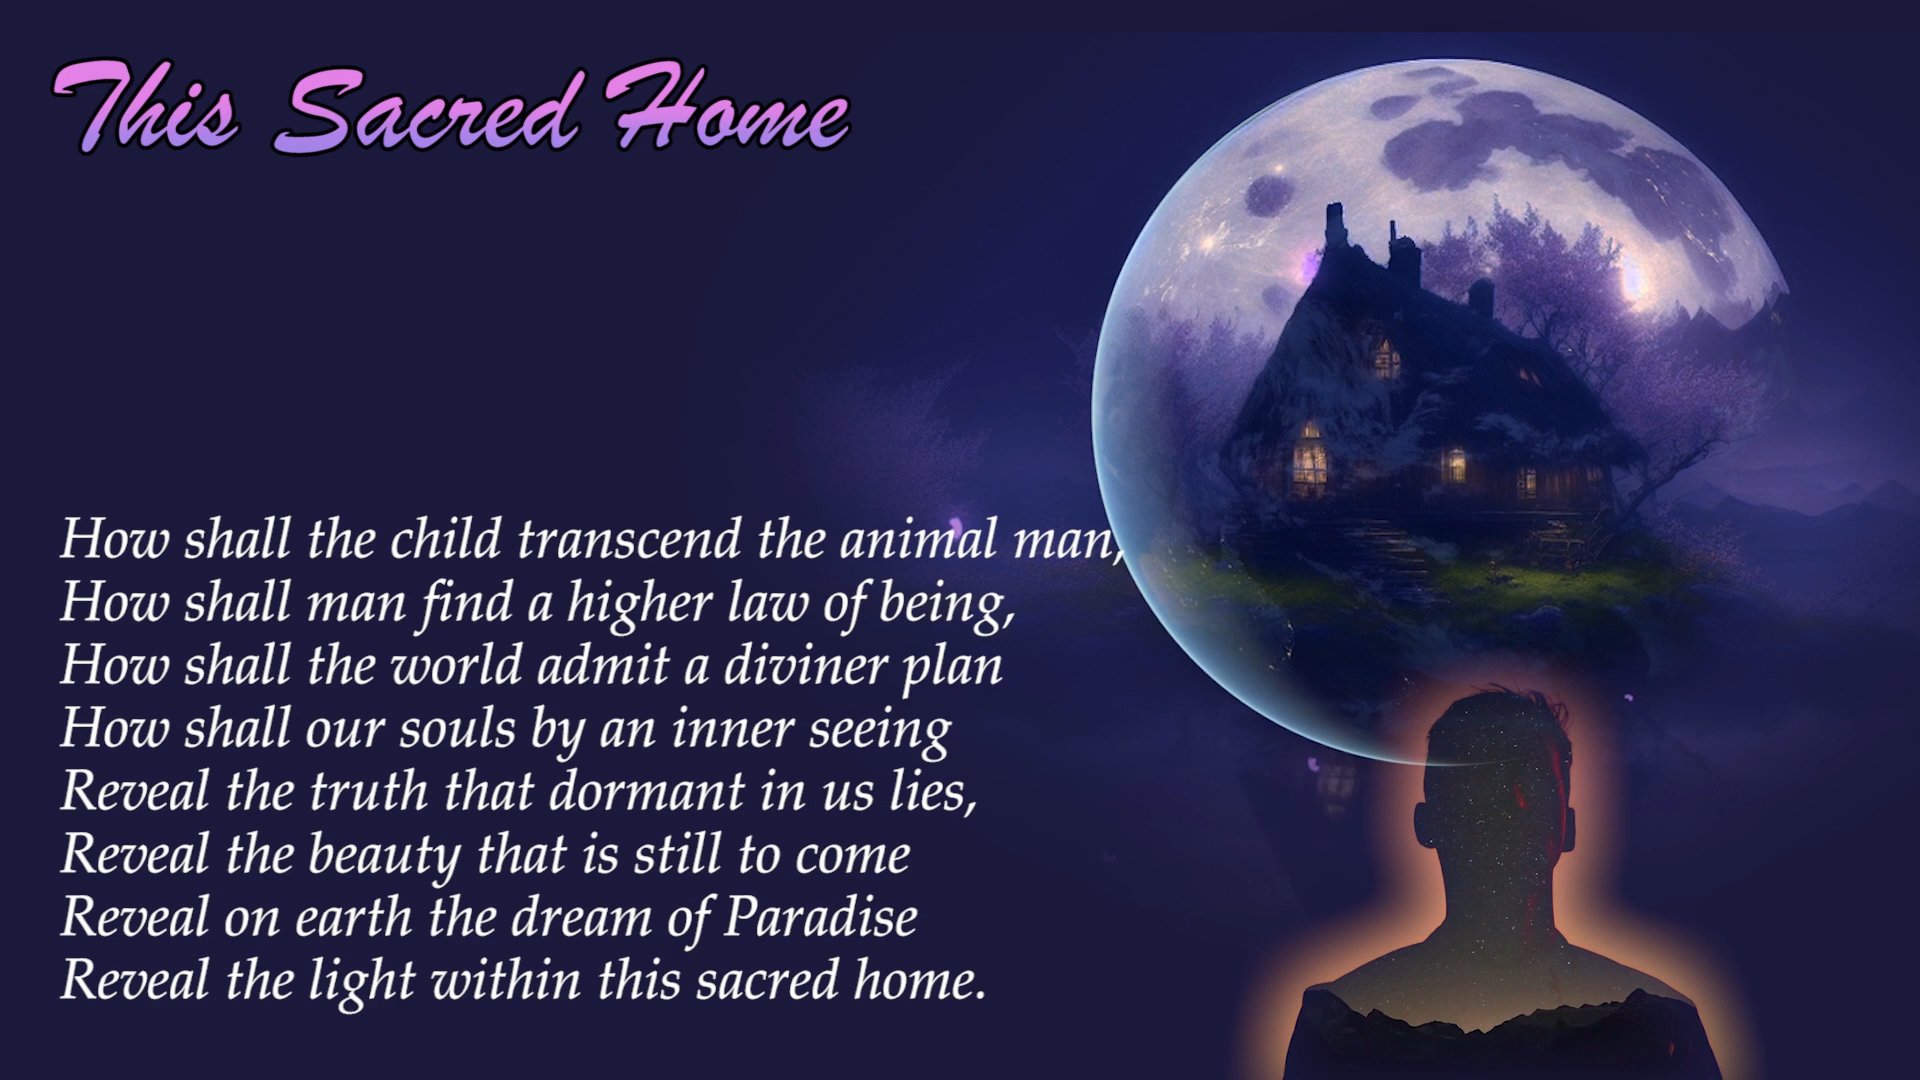 This Sacred Home
How shall the child transcend the animal man,
How shall man find a higher law of being,
How shall the world admit a diviner plan
How shall our souls by an inner seeing
Reveal the truth that dormant in us lies,
Reveal the beauty that is still to come
Reveal on earth the dream of Paradise
Reveal the light within this sacred home.